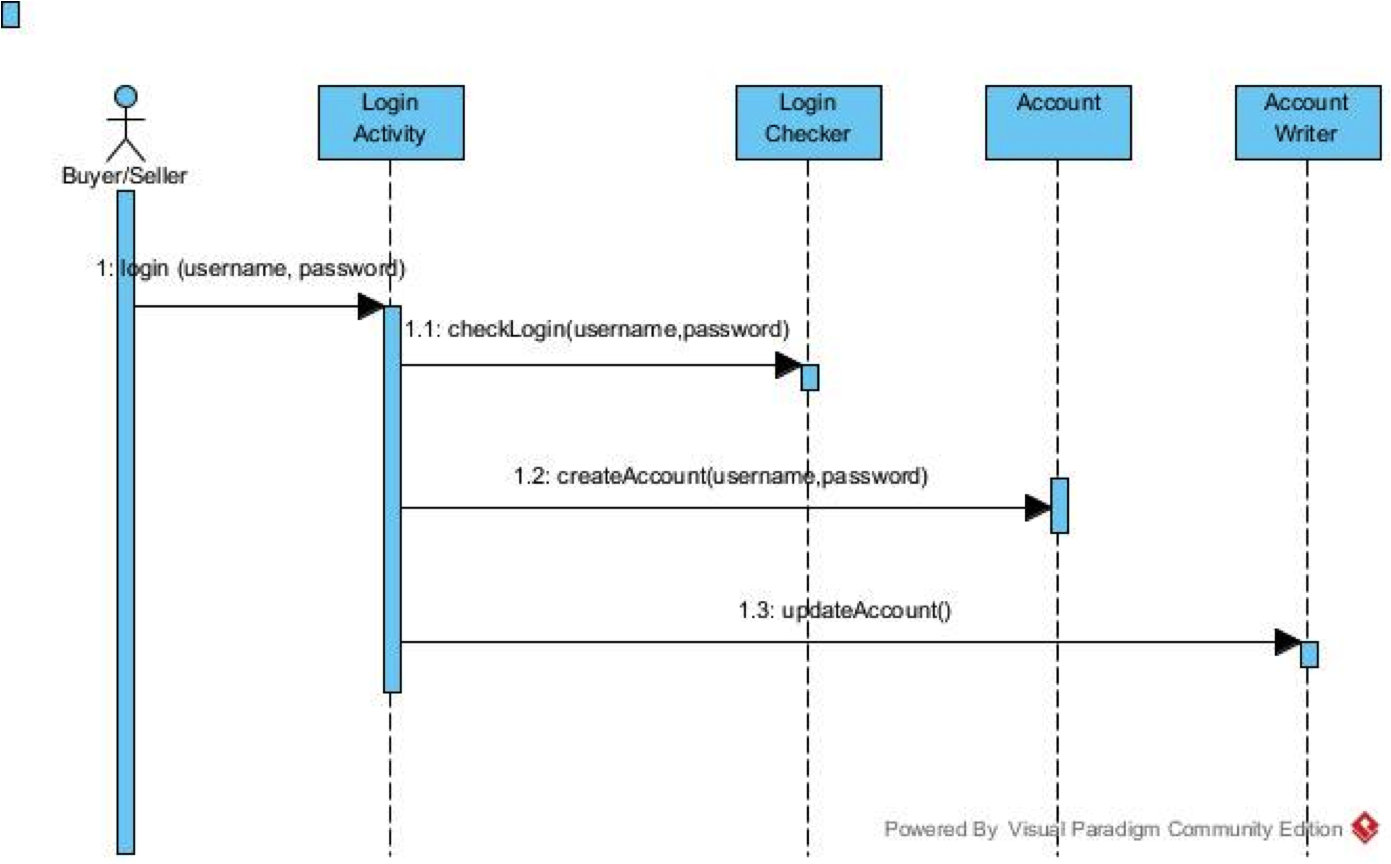 Login
Activity
Login
Checker
Account
Account
Writer
Buyer/Seller
1: login (username, password)
1.1: checkLogin(username,password)
1.2: createAccount(username,password)
1.3: updateAccount()
Powered By Visual Paradigm Community Edition